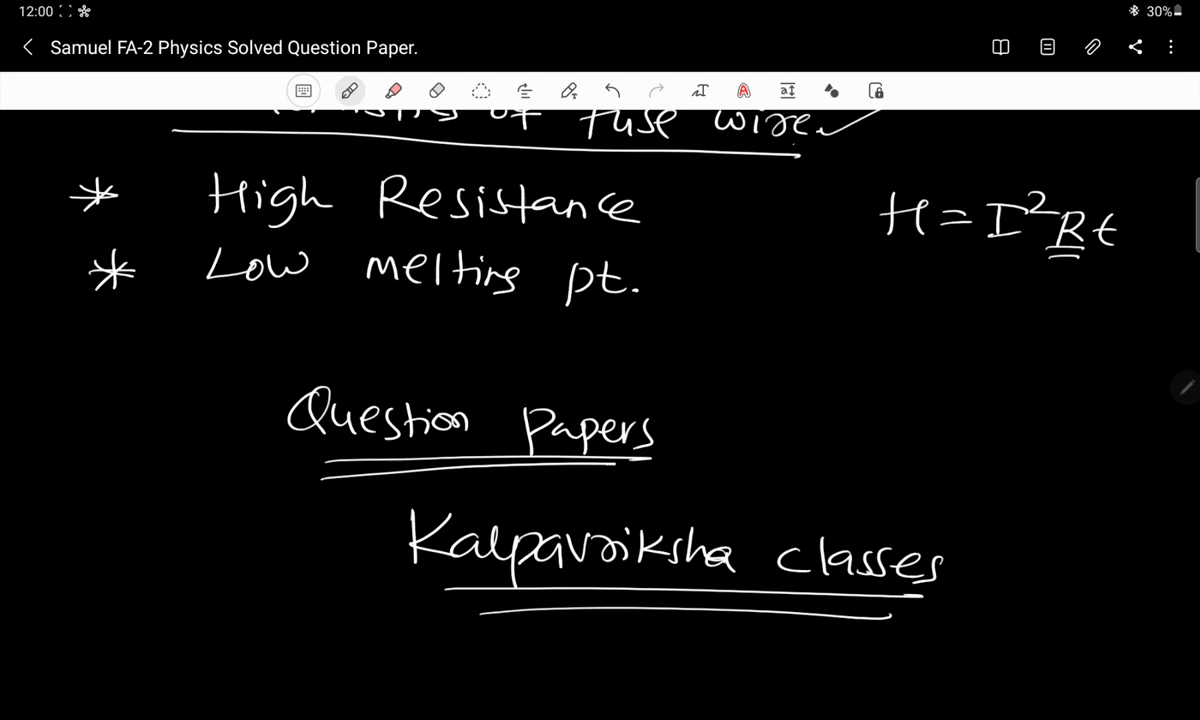 12:00 30%
Samuel FA-2 Physics Solved Question Paper.
of fuse wire
* High Resistance
H = I²Rt
* Low melting pt.
Question Papers
Kalpavriksha classes